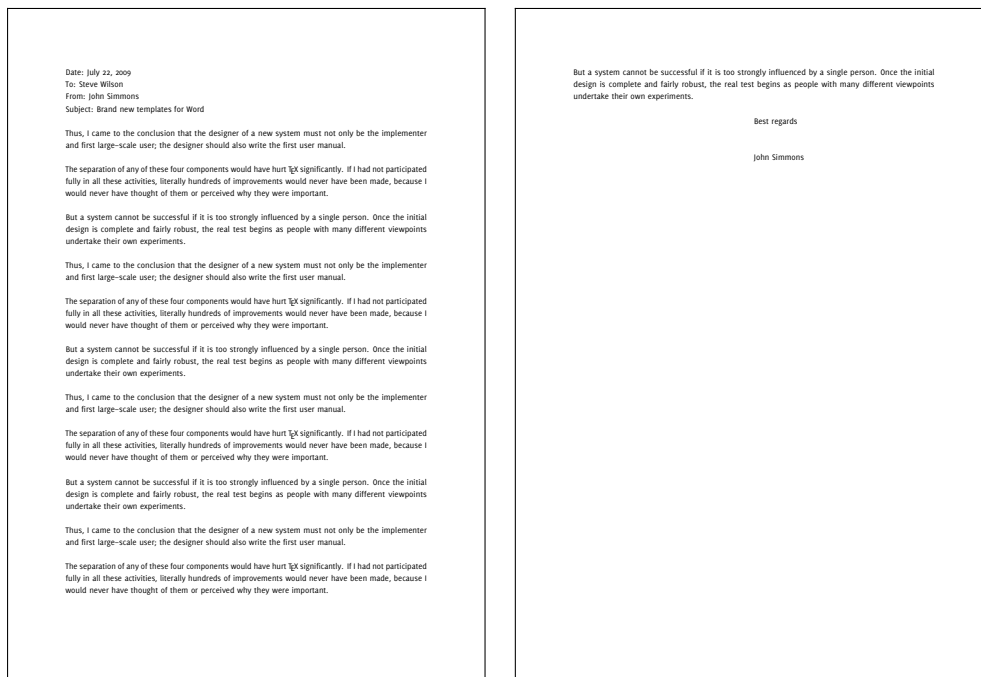 Date: July 22, 2009
To: Steve Wilson
From: John Simmons
Subject: Brand new templates for Word
Thus, I came to the conclusion that the designer of a new system must not only be the implementer
and first large-scale user; the designer should also write the first user manual.
The separation of any of these four components would have hurt TEX significantly. If I had not participated
fully in all these activities, literally hundreds of improvements would never have been made, because I
would never have thought of them or perceived why they were important.
But a system cannot be successful if it is too strongly influenced by a single person. Once the initial
design is complete and fairly robust, the real test begins as people with many different viewpoints
undertake their own experiments.
Thus, I came to the conclusion that the designer of a new system must not only be the implementer
and first large-scale user; the designer should also write the first user manual.
The separation of any of these four components would have hurt TEX significantly. If I had not participated
fully in all these activities, literally hundreds of improvements would never have been made, because I
would never have thought of them or perceived why they were important.
But a system cannot be successful if it is too strongly influenced by a single person. Once the initial
design is complete and fairly robust, the real test begins as people with many different viewpoints
undertake their own experiments.
Thus, I came to the conclusion that the designer of a new system must not only be the implementer
and first large-scale user; the designer should also write the first user manual.
The separation of any of these four components would have hurt TEX significantly. If I had not participated
fully in all these activities, literally hundreds of improvements would never have been made, because I
would never have thought of them or perceived why they were important.
But a system cannot be successful if it is too strongly influenced by a single person. Once the initial
design is complete and fairly robust, the real test begins as people with many different viewpoints
undertake their own experiments.
Thus, I came to the conclusion that the designer of a new system must not only be the implementer
and first large-scale user; the designer should also write the first user manual.
The separation of any of these four components would have hurt TEX significantly. If I had not participated
fully in all these activities, literally hundreds of improvements would never have been made, because I
would never have thought of them or perceived why they were important.
But a system cannot be successful if it is too strongly influenced by a single person. Once the initial
design is complete and fairly robust, the real test begins as people with many different viewpoints
undertake their own experiments.
Best regards
John Simmons